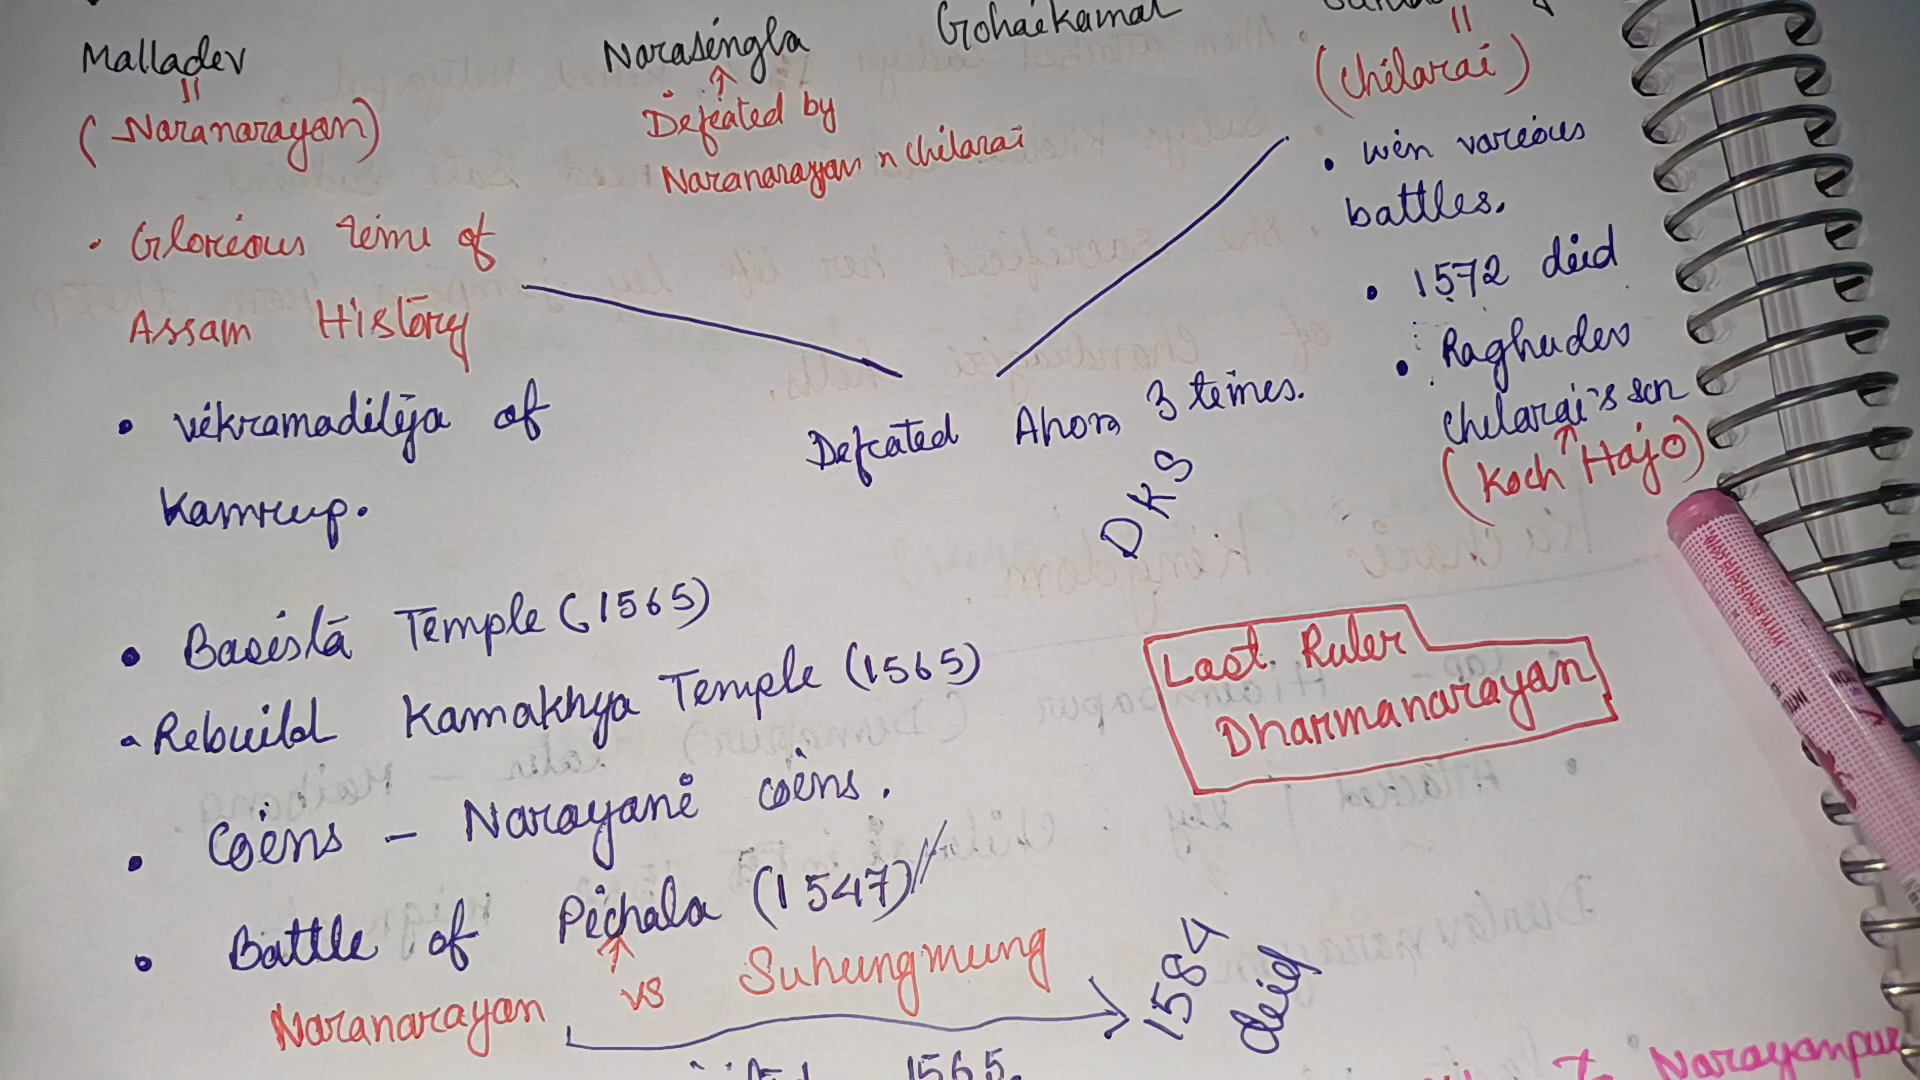 Malladev
(Naranarayan)
Narasingha
Defeated by
Naranarayan n chilarai
Gohaikamal
(chilarai)
• win various
battles.
• 1572 died
• Raghudev
chilarai's son
(Koch Hajo)
• Glorious time of
Assam History
• vikramaditya of
Kamrup.
Defeated Ahom 3 times.
DKS
• Basista Temple (1565)
• Rebuild Kamakhya Temple (1565)
• Coins – Narayani coins.
• Battle of Pichala (1547)//
Naranarayan vs Suhungmung
1584
died
Last Ruler
Dharmanarayan
1565.
Narayanpur